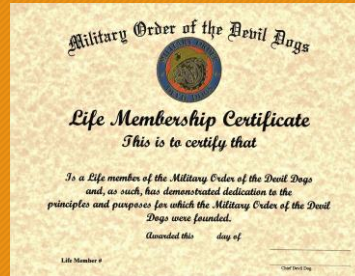 Military Order of the Devil Dogs
Life Membership Certificate
This is to certify that
Is a Life member of the Military Order of the Devil Dogs
and, as such, has demonstrated dedication to the
principles and purposes for which the Military Order of the Devil
Dogs were founded.
Awarded this day of
Life Member #
Chief Devil Dog